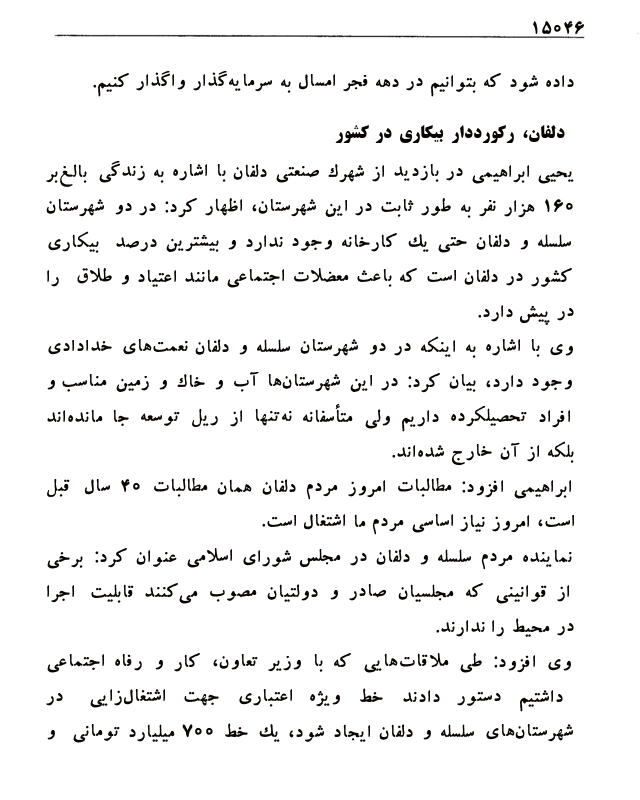 ۱۵۰۴۶
داده شود که بتوانیم در دهه فجر امسال به سرمایه‌گذار واگذار کنیم.
دلفان، رکورددار بیکاری در کشور
یحیی ابراهیمی در بازدید از شهرك صنعتی دلفان با اشاره به زندگی بالغ‌بر
۱۶۰ هزار نفر به طور ثابت در این شهرستان، اظهار کرد: در دو شهرستان
سلسله و دلفان حتی یك کارخانه وجود ندارد و بیشترین درصد بیکاری
کشور در دلفان است که باعث معضلات اجتماعی مانند اعتیاد و طلاق را
در پیش دارد.
وی با اشاره به اینکه در دو شهرستان سلسله و دلفان نعمت‌های خدادادی
وجود دارد، بیان کرد: در این شهرستان‌ها آب و خاك و زمین مناسب و
افراد تحصیلکرده داریم ولی متأسفانه نه‌تنها از ریل توسعه جا مانده‌اند
بلکه از آن خارج شده‌اند.
ابراهیمی افزود: مطالبات امروز مردم دلفان همان مطالبات ۴۰ سال قبل
است، امروز نیاز اساسی مردم ما اشتغال است.
نماینده مردم سلسله و دلفان در مجلس شورای اسلامی عنوان کرد: برخی
از قوانینی که مجلسیان صادر و دولتیان مصوب می‌کنند قابلیت اجرا
در محیط را ندارند.
وی افزود: طی ملاقات‌هایی که با وزیر تعاون، کار و رفاه اجتماعی
داشتیم دستور دادند خط ویژه اعتباری جهت اشتغال‌زایی در
شهرستان‌های سلسله و دلفان ایجاد شود، یك خط ۷۰۰ میلیارد تومانی و